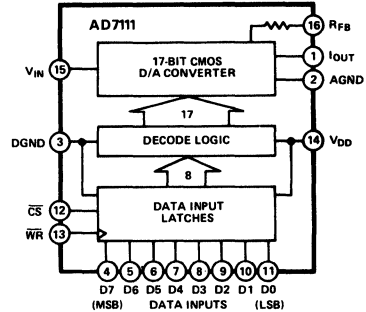 AD7111
16
RFB
17-BIT CMOS
D/A CONVERTER
VIN
15
1
IOUT
2
AGND
17
DGND
3
DECODE LOGIC
14
VDD
8
DATA INPUT
LATCHES
CS
12
WR
13
4 5 6 7 8 9 10 11
D7 D6 D5 D4 D3 D2 D1 D0
(MSB) DATA INPUTS (LSB)